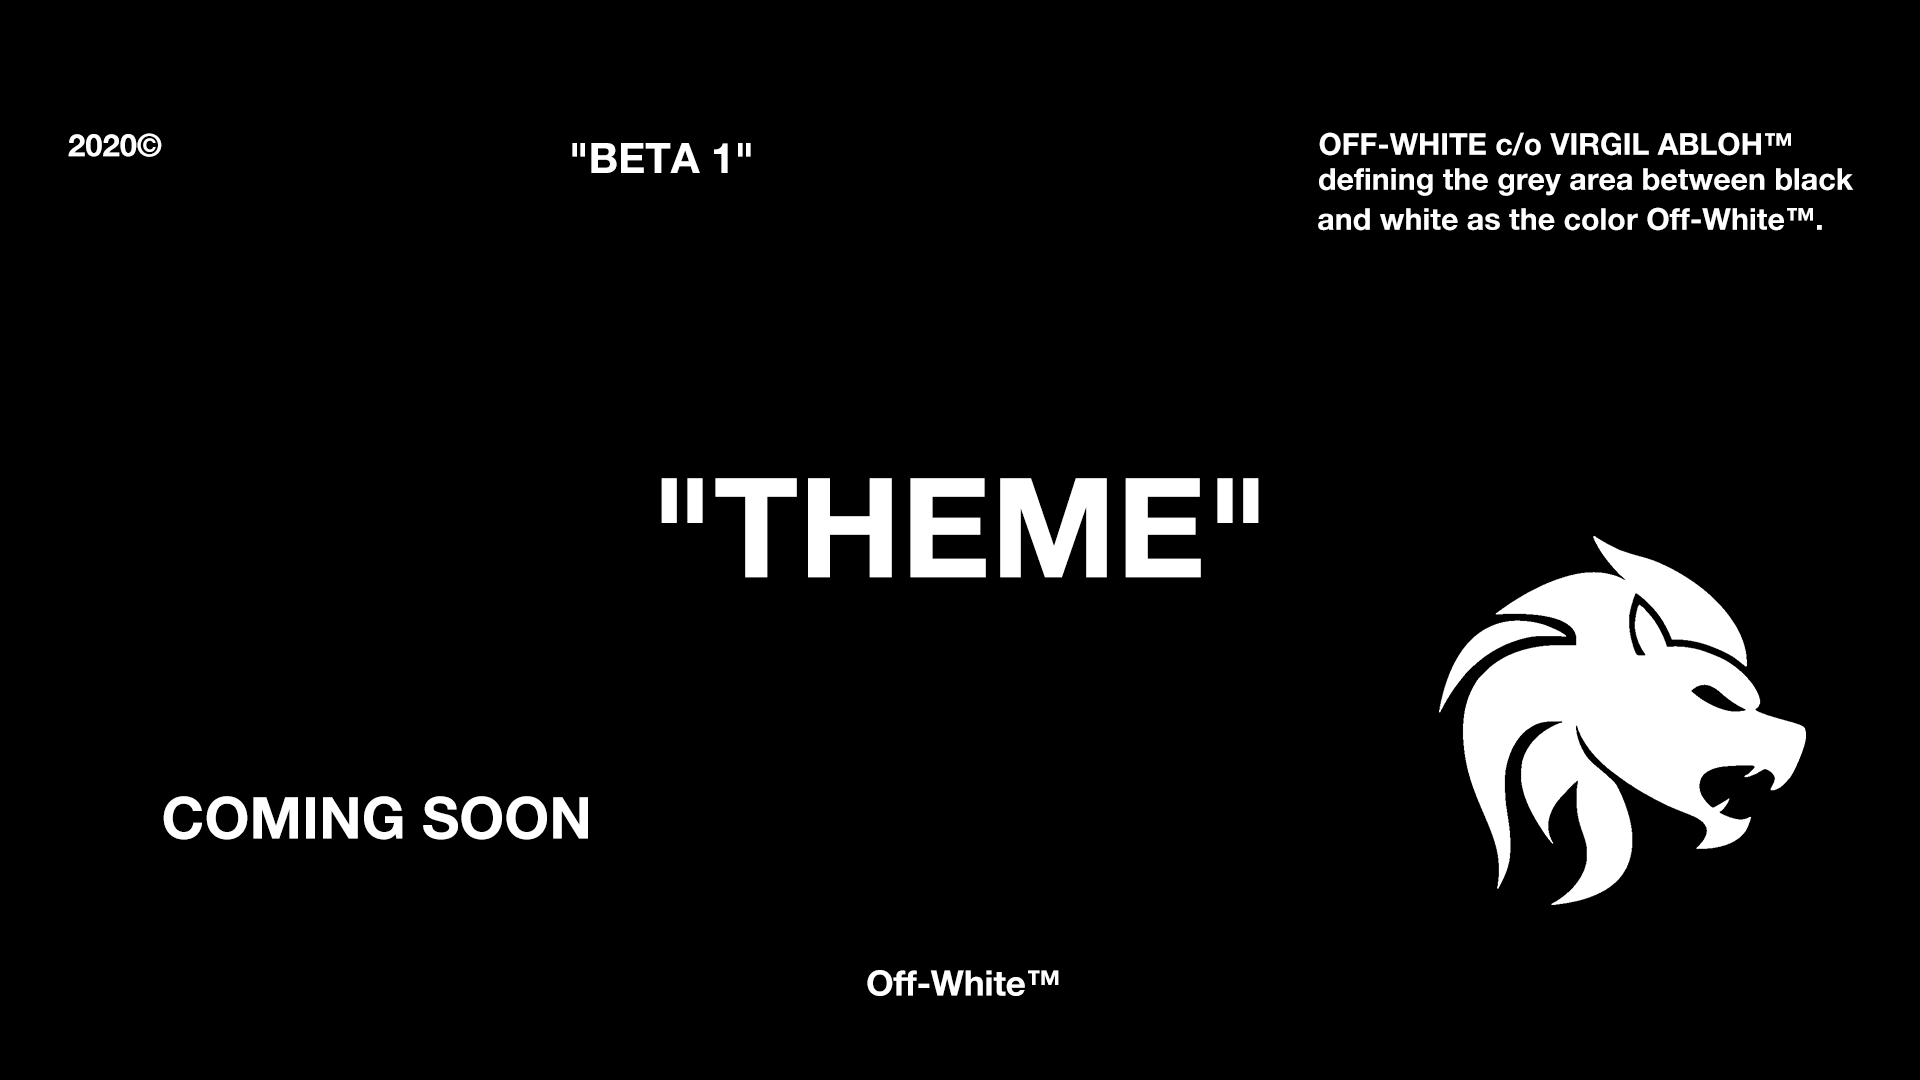 2020©
"BETA 1"
OFF-WHITE c/o VIRGIL ABLOH™
defining the grey area between black
and white as the color Off-White™.
"THEME"
COMING SOON
Off-White™